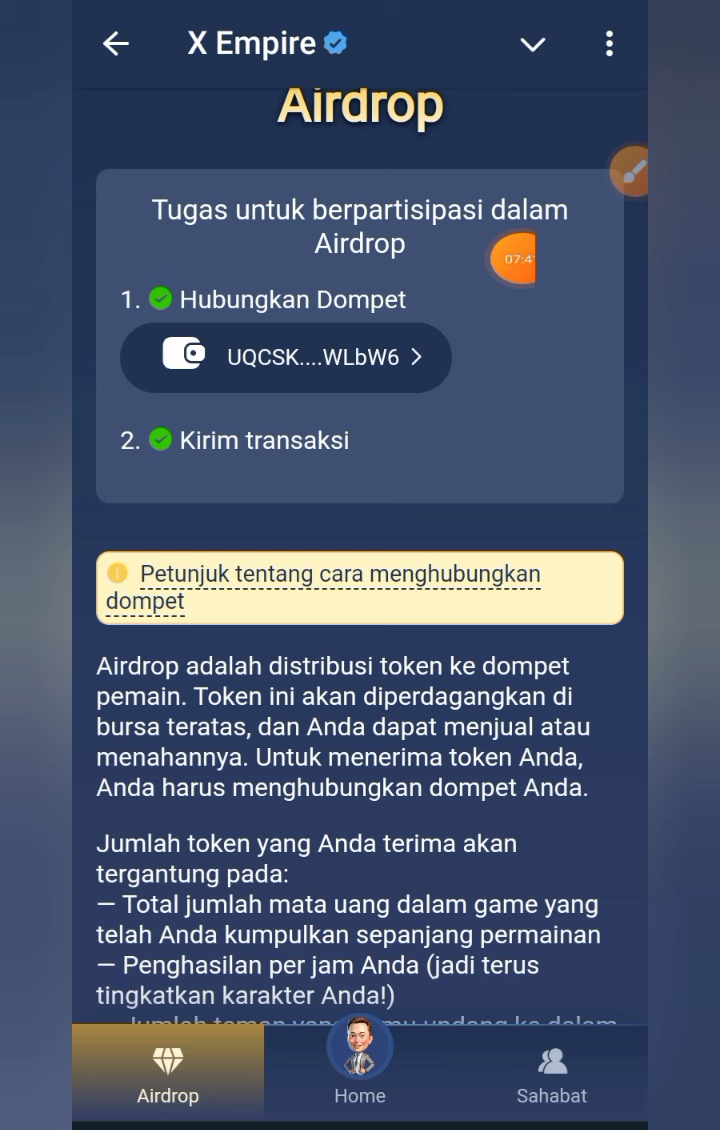 X Empire
Airdrop
Tugas untuk berpartisipasi dalam
Airdrop
07:4
1. Hubungkan Dompet
UQCSK....WLbW6
2. Kirim transaksi
Petunjuk tentang cara menghubungkan
dompet
Airdrop adalah distribusi token ke dompet
pemain. Token ini akan diperdagangkan di
bursa teratas, dan Anda dapat menjual atau
menahannya. Untuk menerima token Anda,
Anda harus menghubungkan dompet Anda.
Jumlah token yang Anda terima akan
tergantung pada:
— Total jumlah mata uang dalam game yang
telah Anda kumpulkan sepanjang permainan
— Penghasilan per jam Anda (jadi terus
tingkatkan karakter Anda!)
Airdrop
Home
Sahabat